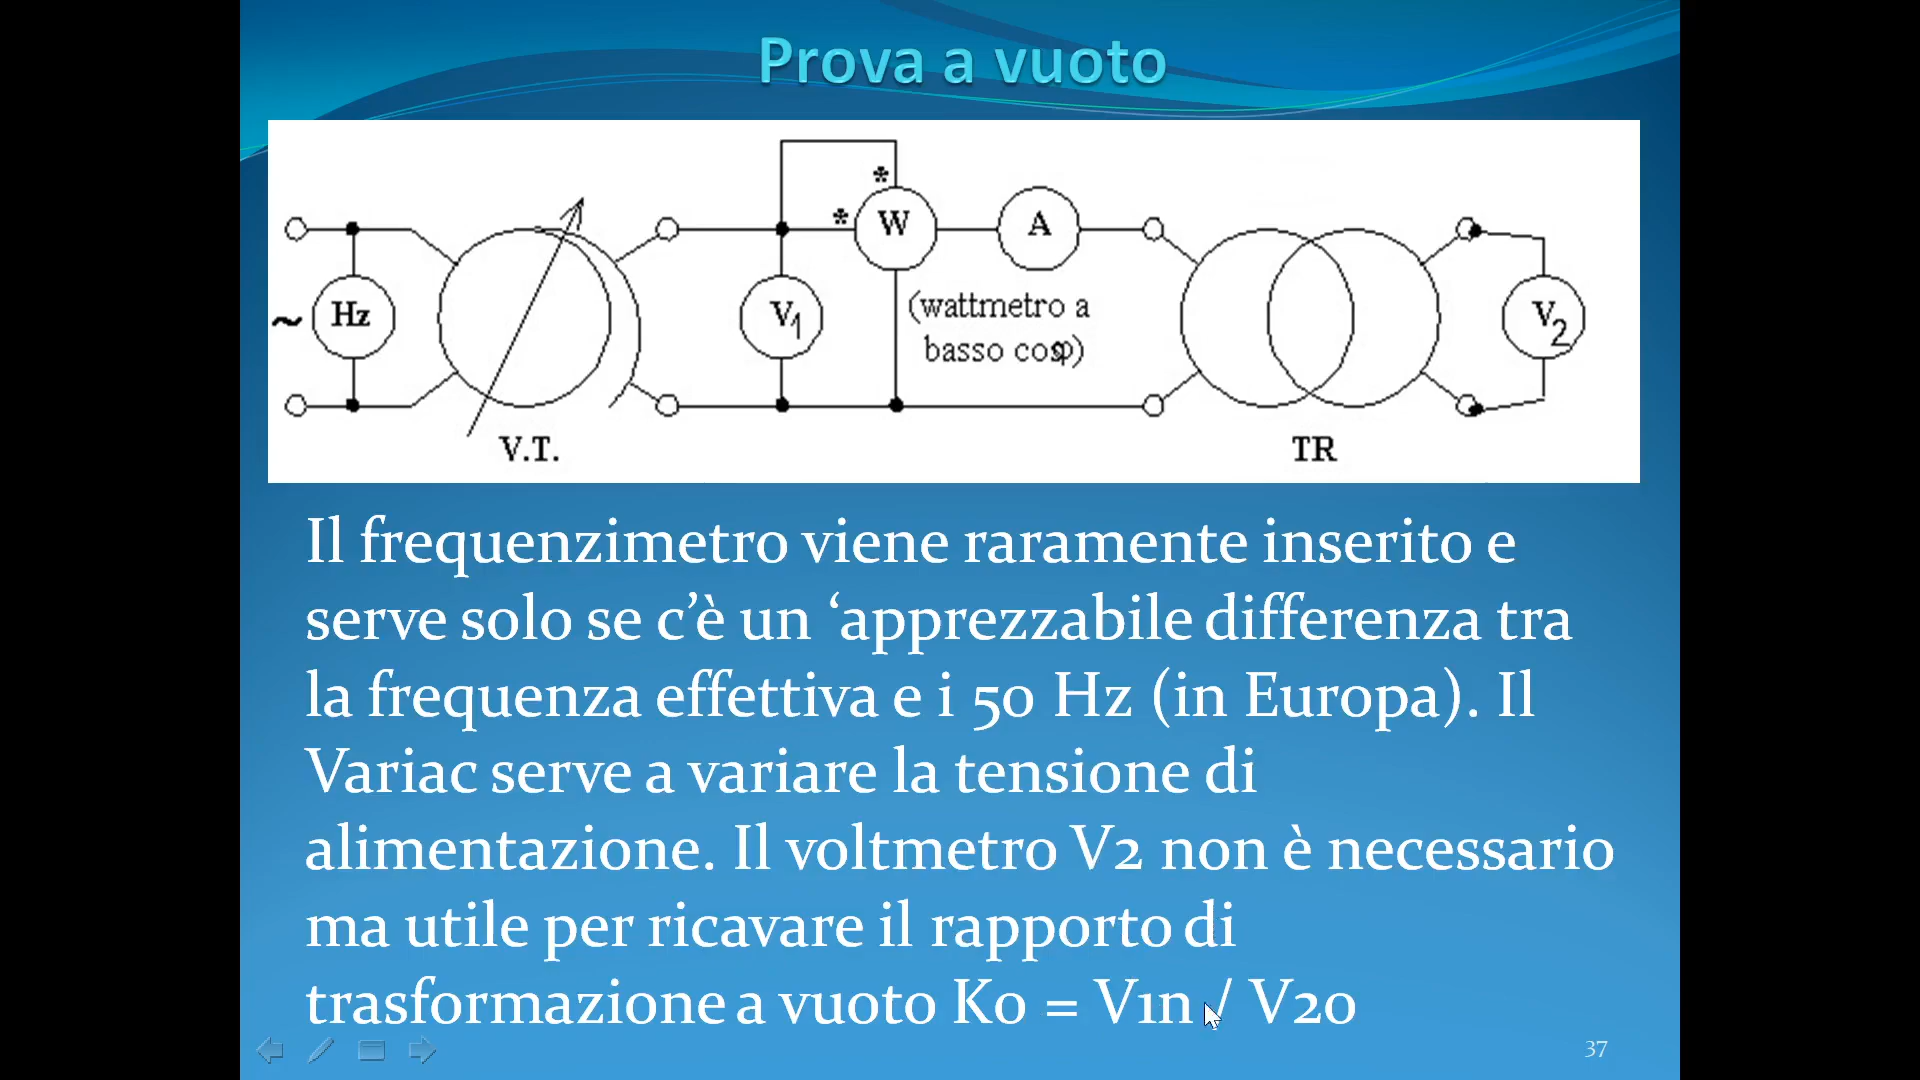 Prova a vuoto
* 
* W A
~ Hz V1 V2
(wattmetro a
basso cosφ)
V.T. TR
Il frequenzimetro viene raramente inserito e
serve solo se c’è un ‘apprezzabile differenza tra
la frequenza effettiva e i 50 Hz (in Europa). Il
Variac serve a variare la tensione di
alimentazione. Il voltmetro V2 non è necessario
ma utile per ricavare il rapporto di
trasformazione a vuoto K0 = V1n / V20
37